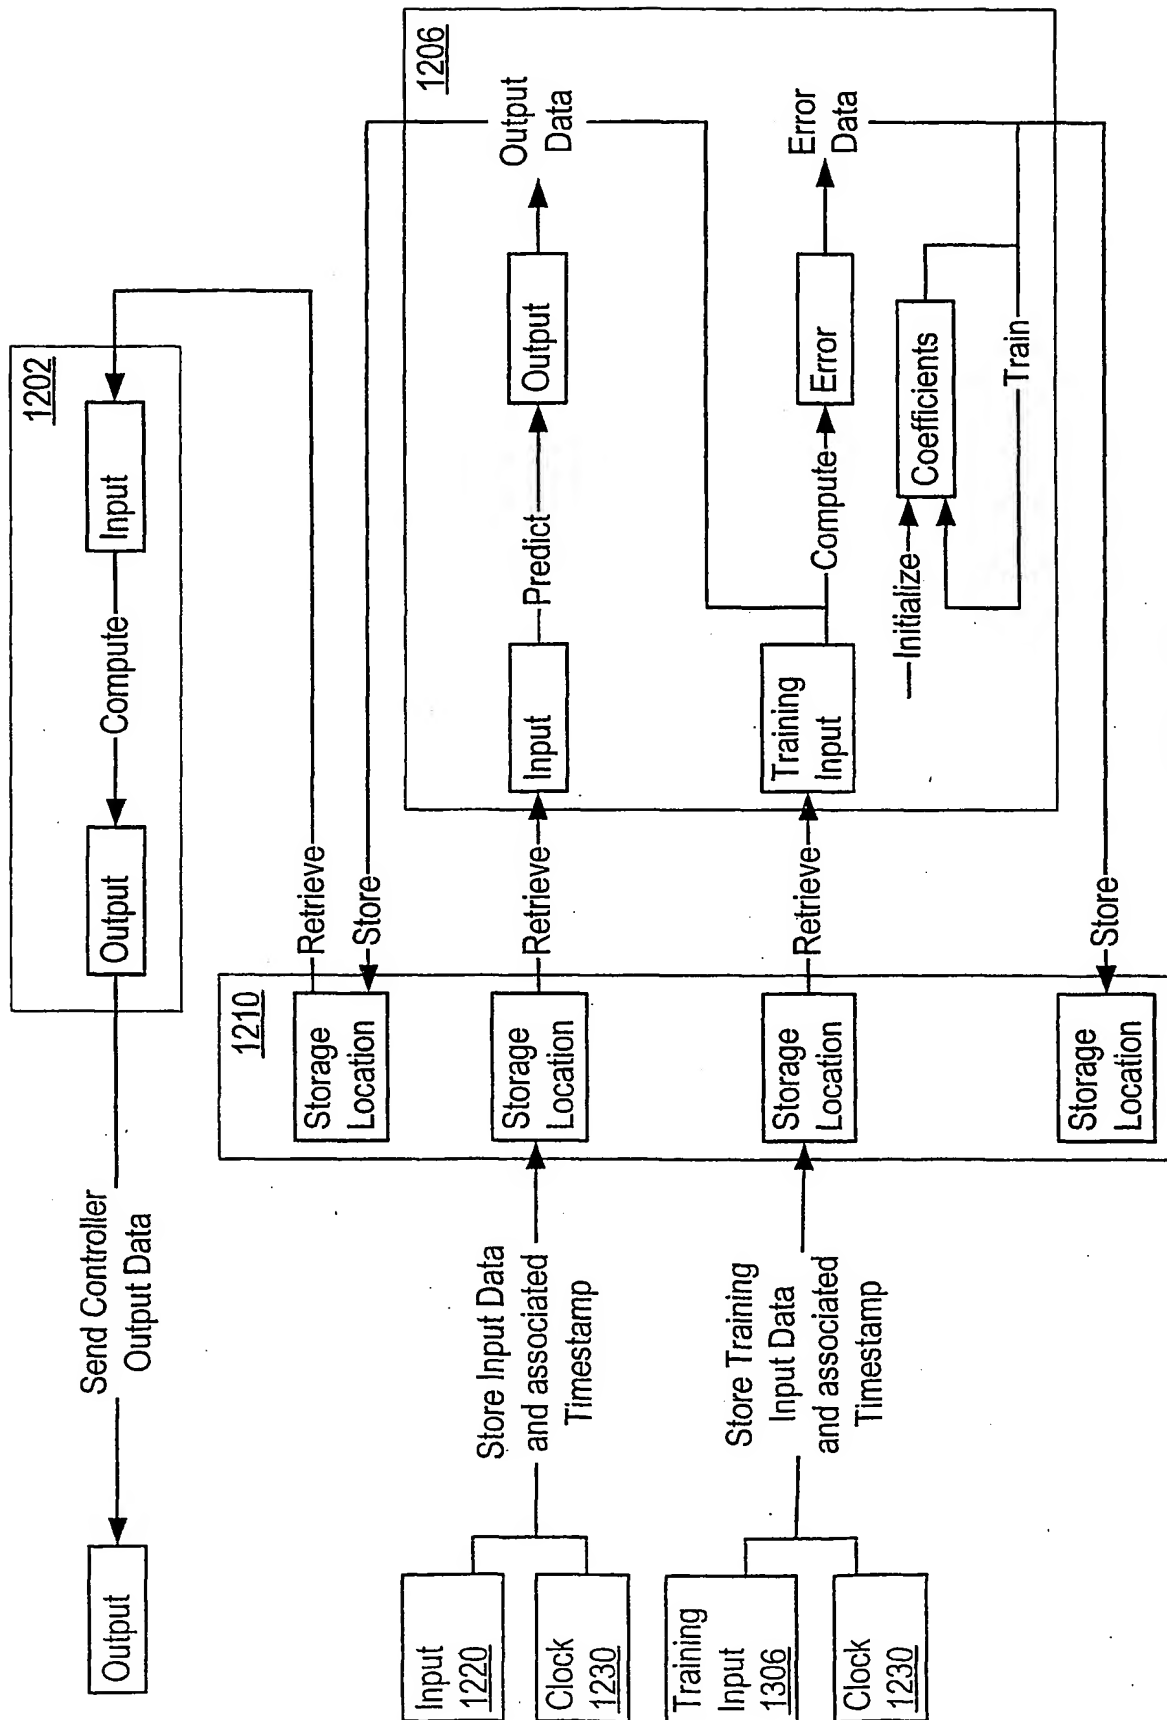 Output
Send Controller
Output Data
1202
Output
Compute
Input
1210
Storage
Location
Retrieve
Store
1206
Input
1220
Clock
1230
Store Input Data
and associated
Timestamp
Storage
Location
Retrieve
Input
Predict
Output
Output
Data
Training
Input
1306
Clock
1230
Store Training
Input Data
and associated
Timestamp
Storage
Location
Retrieve
Training
Input
Compute
Error
Error
Data
Initialize
Coefficients
Train
Storage
Location
Store